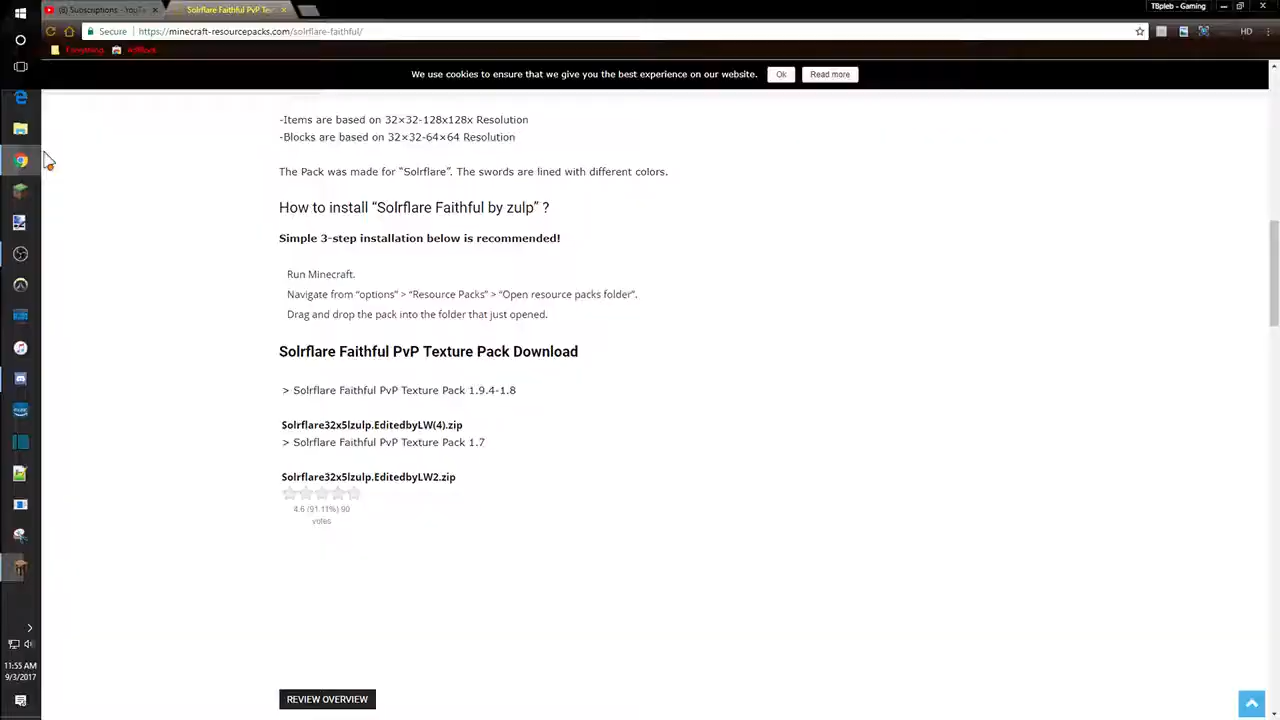 (8) Subscriptions - YouTu
Solrflare Faithful PvP Te
TBpleb - Gaming
Secure
https://minecraft-resourcepacks.com/solrflare-faithful/
HD
We use cookies to ensure that we give you the best experience on our website.
Ok
Read more
-Items are based on 32×32-128x128x Resolution
-Blocks are based on 32×32-64×64 Resolution
The Pack was made for “Solrflare”. The swords are lined with different colors.
How to install “Solrflare Faithful by zulp” ?
Simple 3-step installation below is recommended!
Run Minecraft.
Navigate from “options” > “Resource Packs” > “Open resource packs folder”.
Drag and drop the pack into the folder that just opened.
Solrflare Faithful PvP Texture Pack Download
> Solrflare Faithful PvP Texture Pack 1.9.4-1.8
Solrflare32x5lzulp.EditedbyLW(4).zip
> Solrflare Faithful PvP Texture Pack 1.7
Solrflare32x5lzulp.EditedbyLW2.zip
4.6 (91.11%) 90
votes
REVIEW OVERVIEW
11:55 AM
9/3/2017